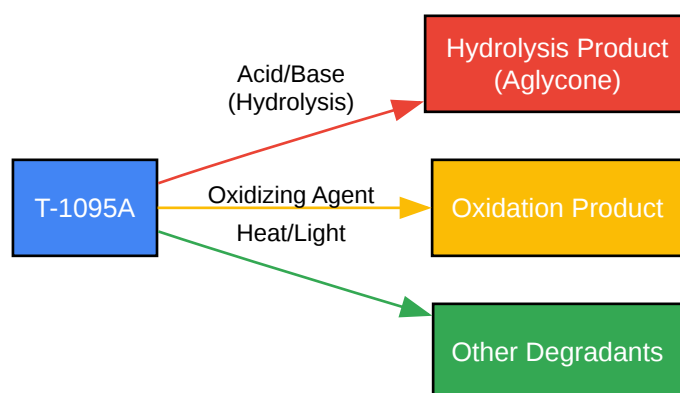 Hydrolysis Product
(Aglycone)
Acid/Base
(Hydrolysis)
T-1095A
Oxidizing Agent
Oxidation Product
Heat/Light
Other Degradants